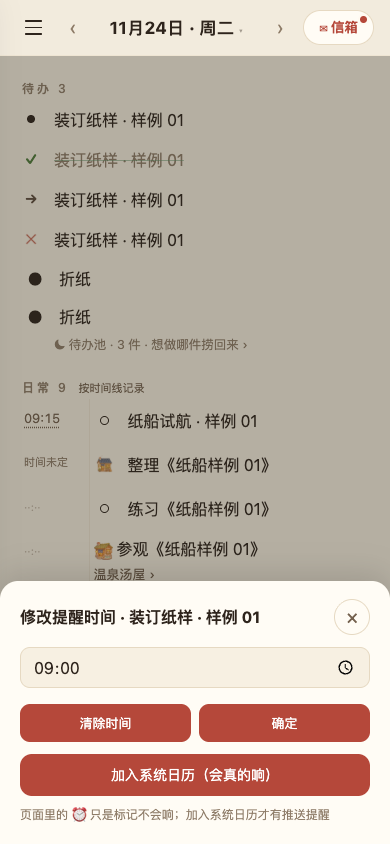 ‹ 11月24日 · 周二 › ✉ 信箱
待办 3
装订纸样 · 样例 01
装订纸样 · 样例 01
装订纸样 · 样例 01
装订纸样 · 样例 01
折纸
折纸
待办池 · 3 件 · 想做哪件捞回来 ›
日常 9 按时间线记录
09:15 纸船试航 · 样例 01
时间未定 整理《纸船样例 01》
--:-- 练习《纸船样例 01》
--:-- 参观《纸船样例 01》
温泉汤屋 ›
修改提醒时间 · 装订纸样 · 样例 01
09:00
清除时间 确定
加入系统日历（会真的响）
页面里的 ⏰ 只是标记不会响；加入系统日历才有推送提醒